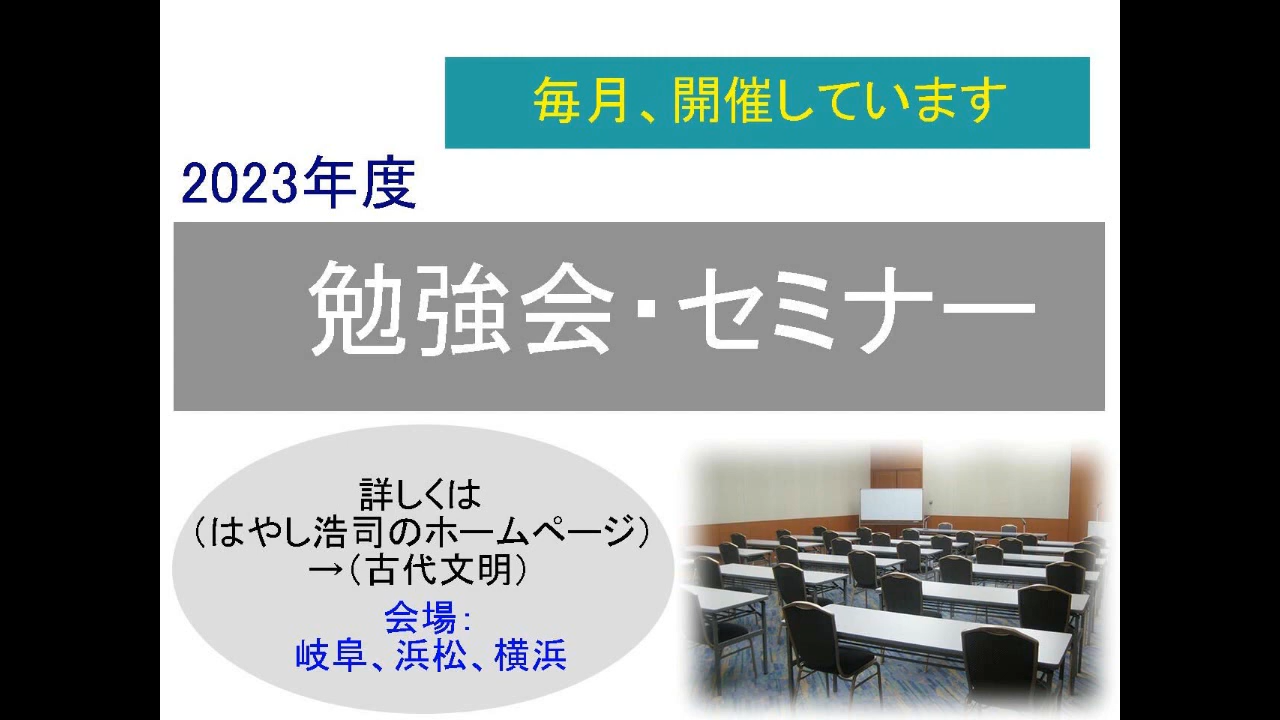 毎月、開催しています
2023年度
勉強会・セミナー
詳しくは
(はやし浩司のホームページ)
→(古代文明)
会場:
岐阜、浜松、横浜